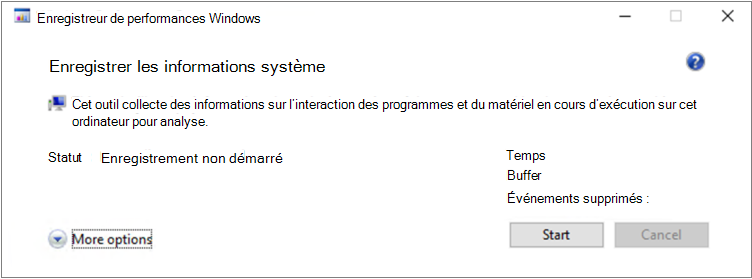 Enregistreur de performances Windows
Enregistrer les informations système
Cet outil collecte des informations sur l'interaction des programmes et du matériel en cours d'exécution sur cet
ordinateur pour analyse.
Statut Enregistrement non démarré
Temps
Buffer
Événements supprimés :
More options
Start
Cancel